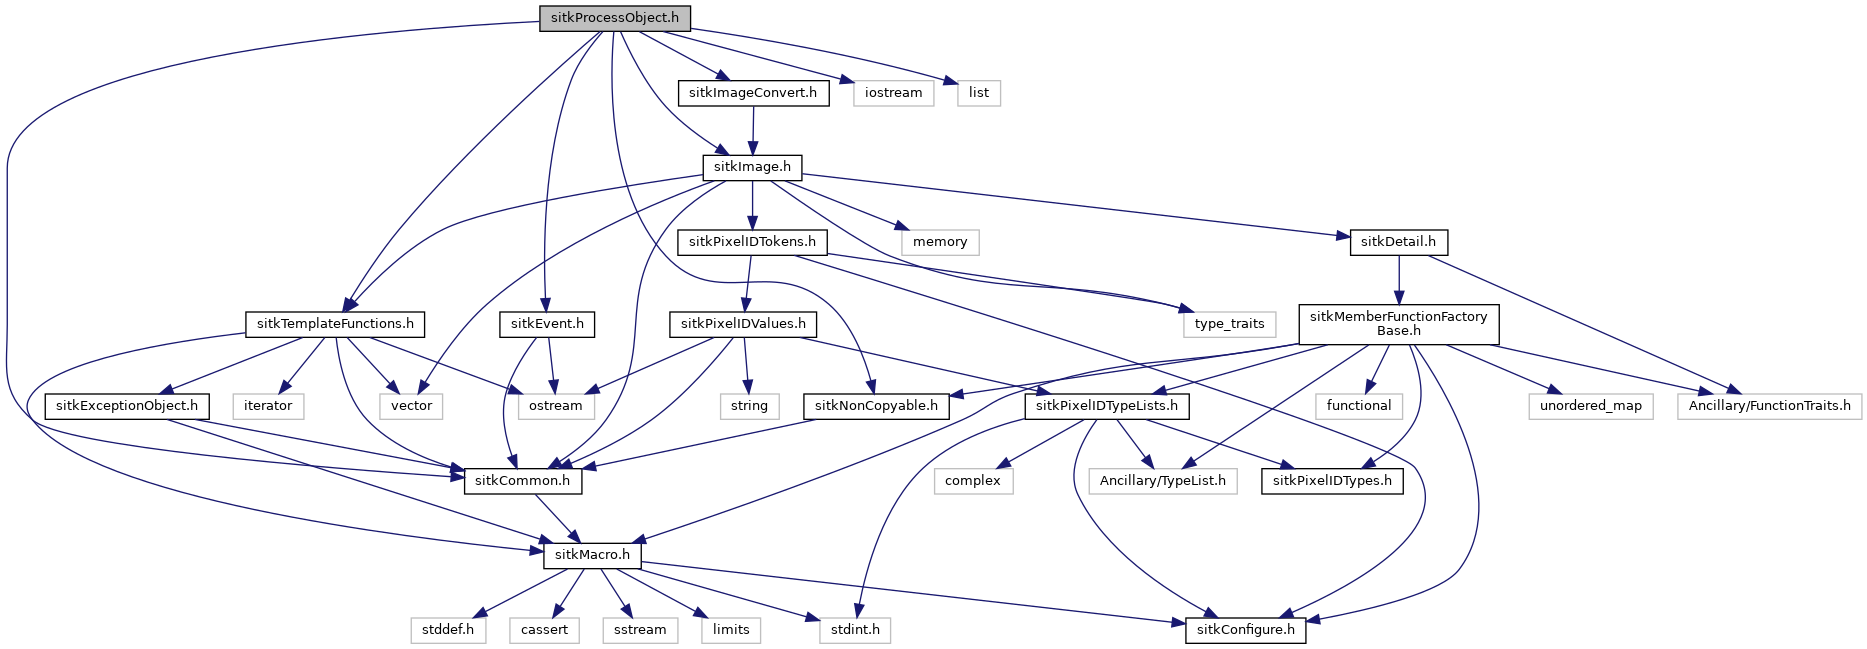 sitkProcessObject.h
sitkImageConvert.h
iostream
list
sitkImage.h
sitkPixelIDTokens.h
memory
sitkDetail.h
sitkTemplateFunctions.h
sitkEvent.h
sitkPixelIDValues.h
type_traits
sitkMemberFunctionFactory
Base.h
sitkExceptionObject.h
iterator
vector
ostream
string
sitkNonCopyable.h
sitkPixelIDTypeLists.h
functional
unordered_map
Ancillary/FunctionTraits.h
sitkCommon.h
complex
Ancillary/TypeList.h
sitkPixelIDTypes.h
sitkMacro.h
stddef.h
cassert
sstream
limits
stdint.h
sitkConfigure.h